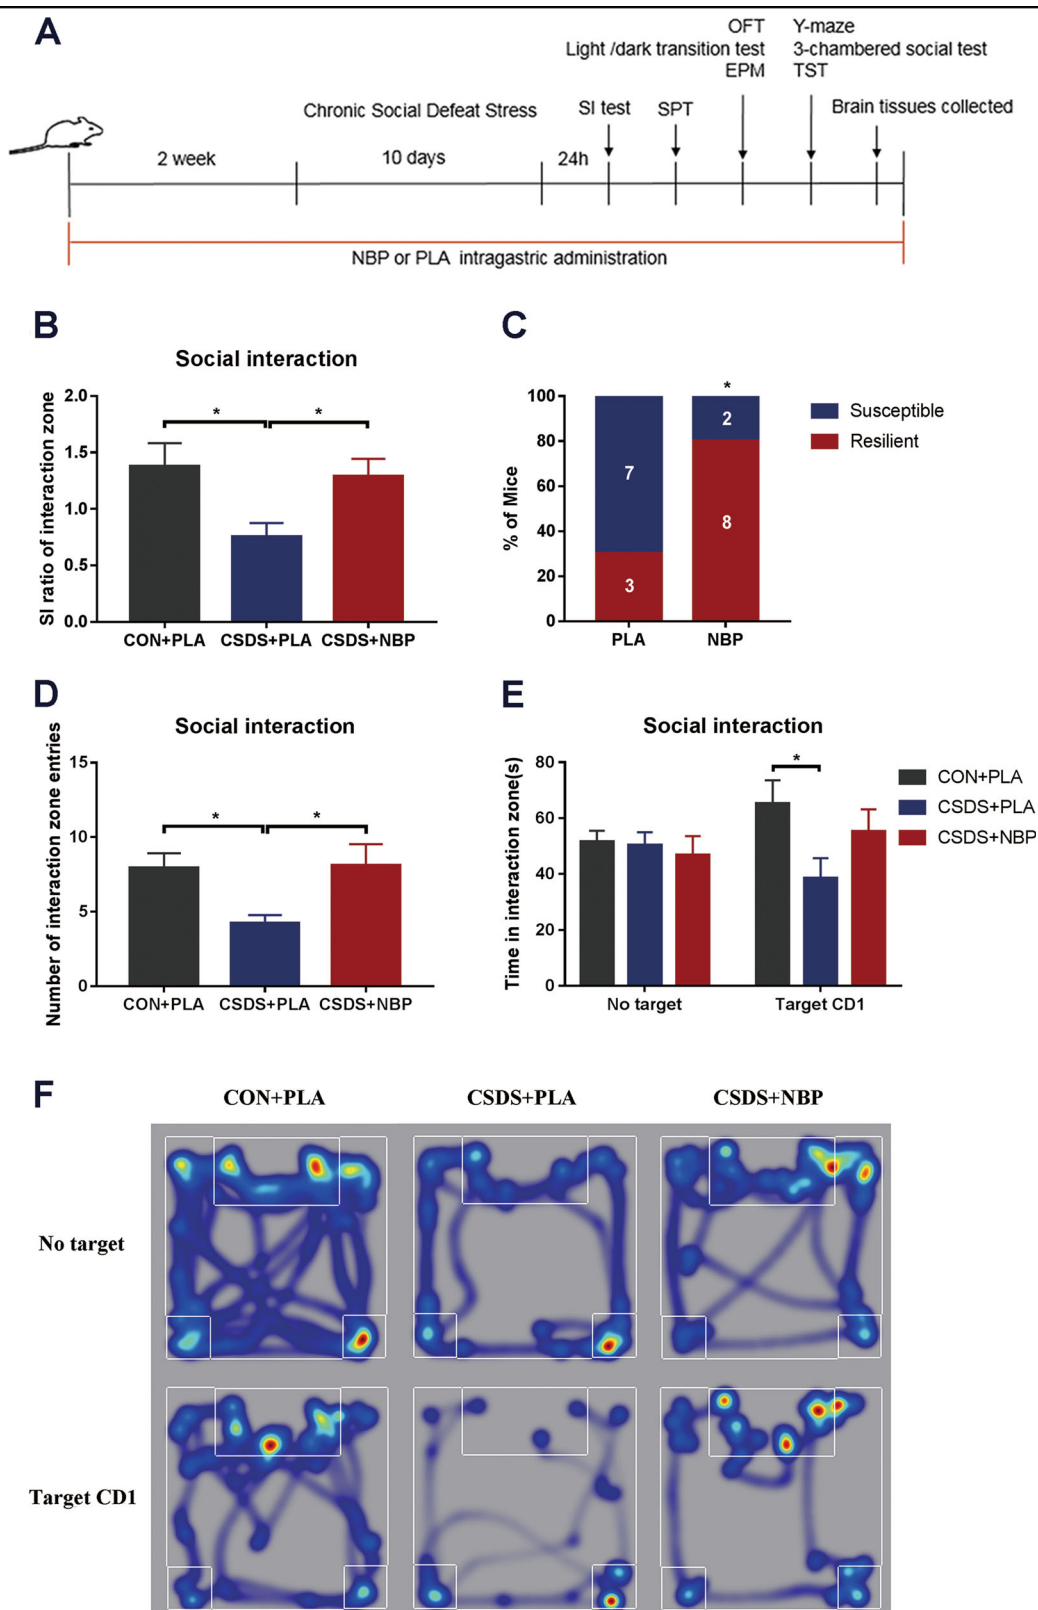 A
OFT
Light /dark transition test
EPM
Y-maze
3-chambered social test
TST
Chronic Social Defeat Stress
SI test
SPT
Brain tissues collected
2 week
10 days
24h
NBP or PLA intragastric administration
B
Social interaction
SI ratio of interaction zone
2.0
1.5
1.0
0.5
0.0
*
*
CON+PLA
CSDS+PLA
CSDS+NBP
C
% of Mice
100
80
60
40
20
0
*
7
3
2
8
PLA
NBP
Susceptible
Resilient
D
Social interaction
Number of interaction zone entries
15
10
5
0
*
*
CON+PLA
CSDS+PLA
CSDS+NBP
E
Social interaction
Time in interaction zone(s)
80
60
40
20
0
*
No target
Target CD1
CON+PLA
CSDS+PLA
CSDS+NBP
F
CON+PLA
CSDS+PLA
CSDS+NBP
No target
Target CD1